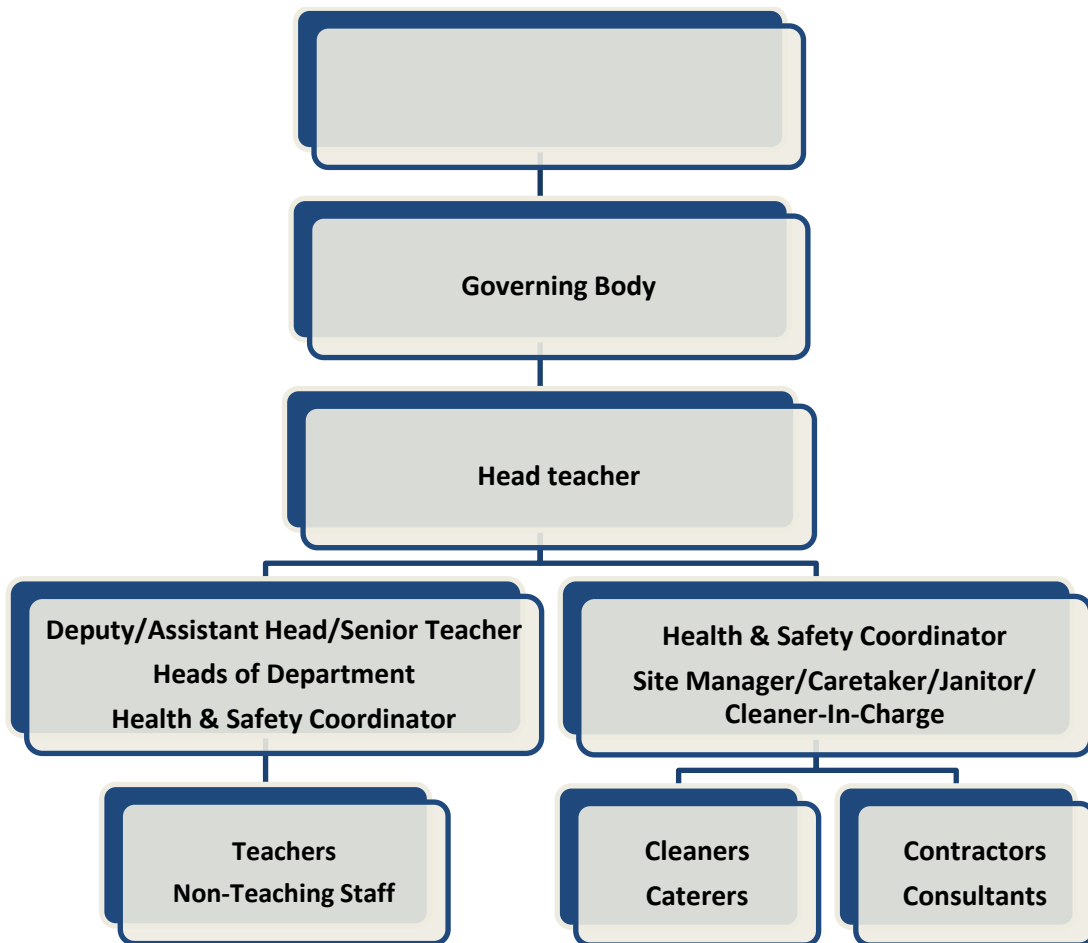 Governing Body
Head teacher
Deputy/Assistant Head/Senior Teacher
Heads of Department
Health & Safety Coordinator
Health & Safety Coordinator
Site Manager/Caretaker/Janitor/
Cleaner-In-Charge
Teachers
Non-Teaching Staff
Cleaners
Caterers
Contractors
Consultants